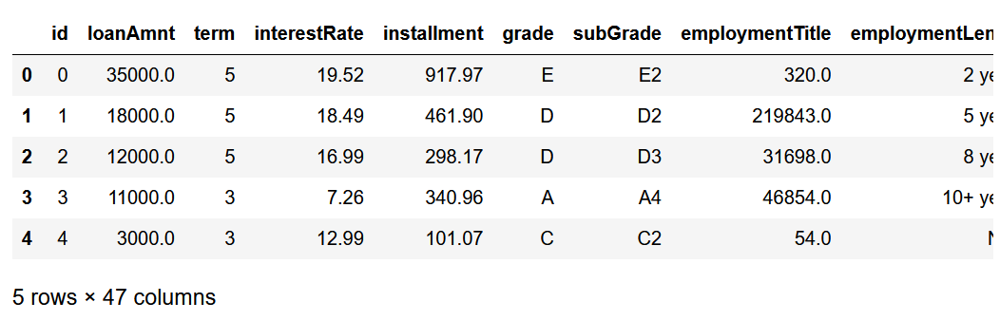 id loanAmnt term interestRate installment grade subGrade employmentTitle employmentLen
0 0 35000.0 5 19.52 917.97 E E2 320.0 2 ye
1 1 18000.0 5 18.49 461.90 D D2 219843.0 5 ye
2 2 12000.0 5 16.99 298.17 D D3 31698.0 8 ye
3 3 11000.0 3 7.26 340.96 A A4 46854.0 10+ ye
4 4 3000.0 3 12.99 101.07 C C2 54.0
5 rows × 47 columns